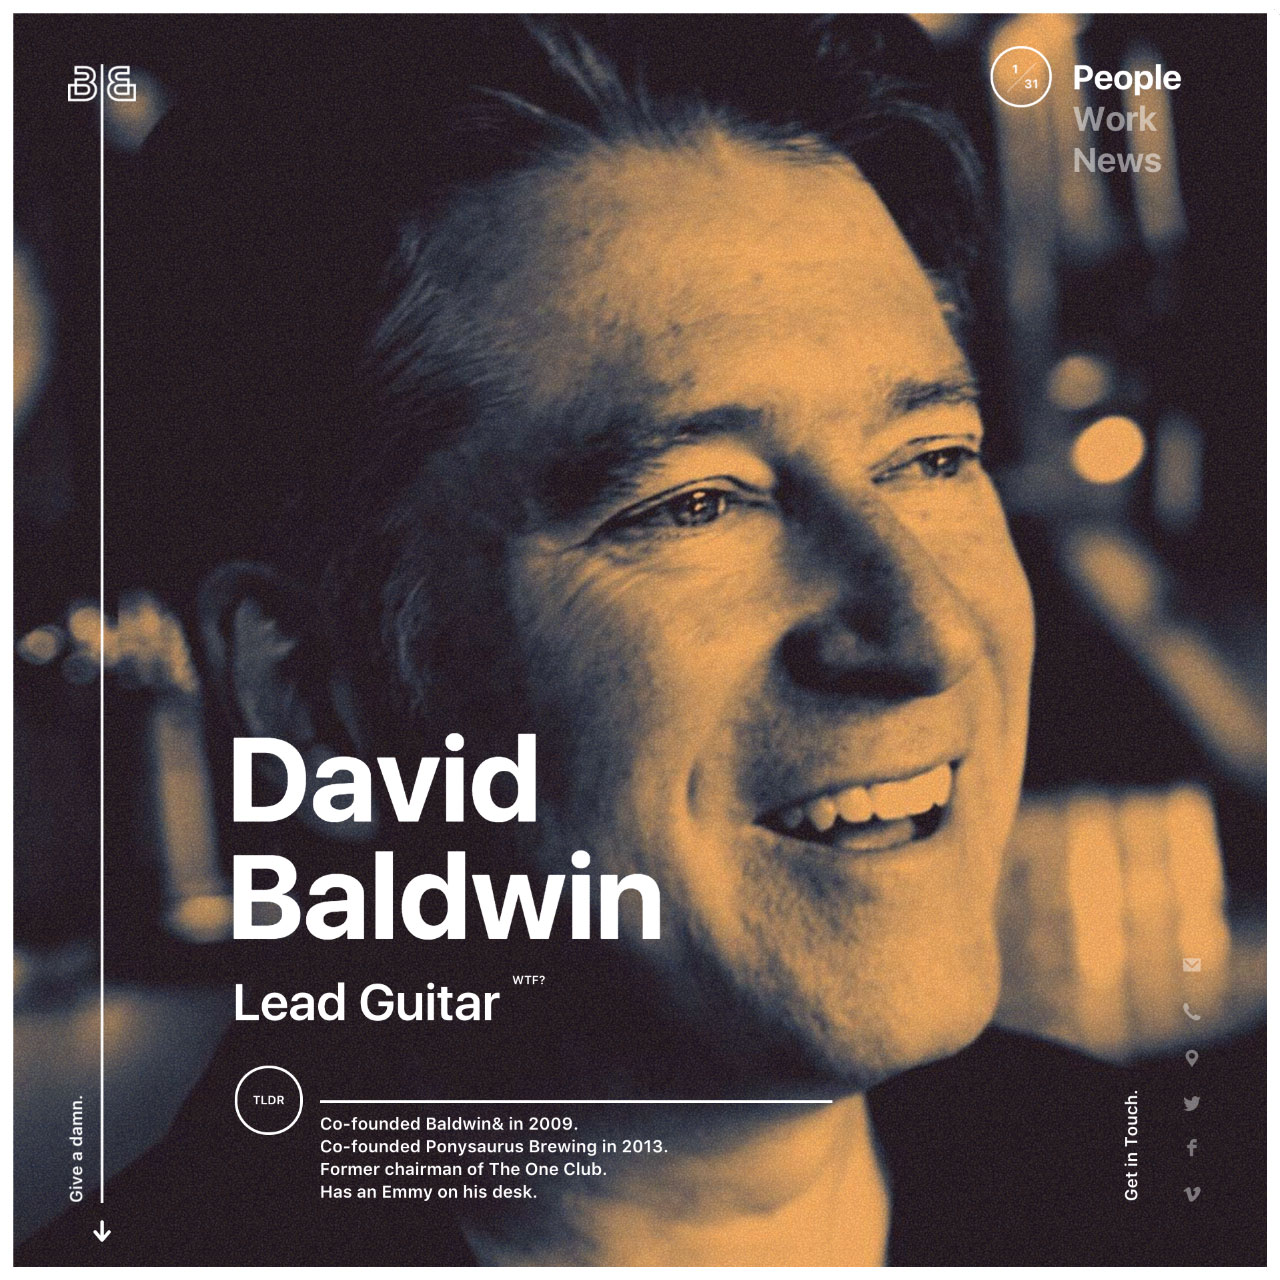 B&
1/31
People
Work
News
David
Baldwin
Lead Guitar WTF?
TLDR
Co-founded Baldwin& in 2009.
Co-founded Ponysaurus Brewing in 2013.
Former chairman of The One Club.
Has an Emmy on his desk.
Give a damn.
Get in Touch.